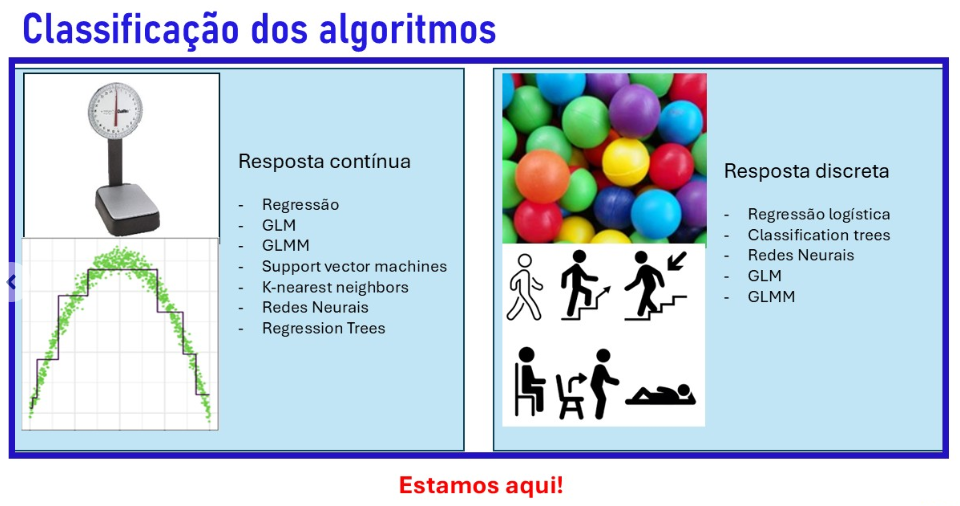 Classificação dos algoritmos
Resposta contínua
- Regressão
- GLM
- GLMM
- Support vector machines
- K-nearest neighbors
- Redes Neurais
- Regression Trees
Resposta discreta
- Regressão logística
- Classification trees
- Redes Neurais
- GLM
- GLMM
Estamos aqui!